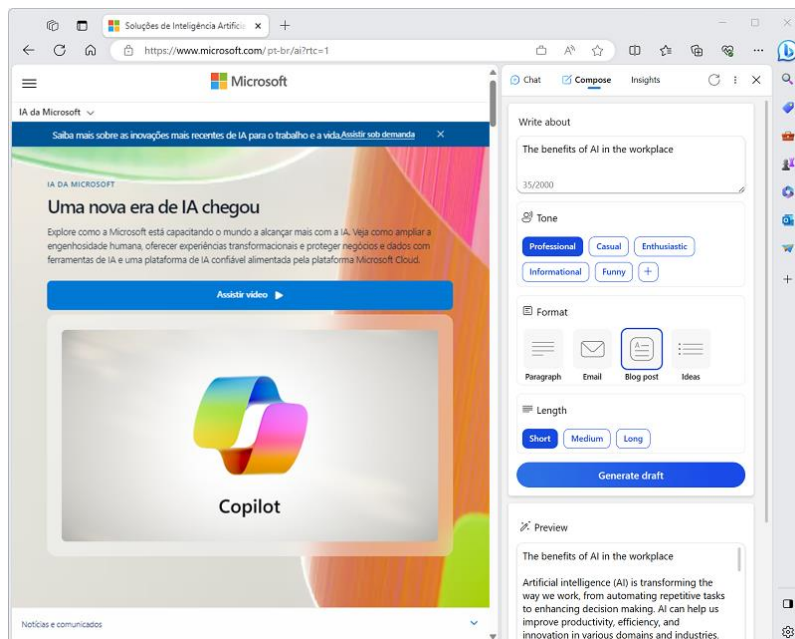 Soluções de Inteligência Artificia
https://www.microsoft.com/pt-br/ai?rtc=1
Microsoft
IA da Microsoft
Saiba mais sobre as inovações mais recentes de IA para o trabalho e a vida.Assistir sob demanda
IA DA MICROSOFT
Uma nova era de IA chegou
Explore como a Microsoft está capacitando o mundo a alcançar mais com a IA. Veja como ampliar a
engenhosidade humana, oferecer experiências transformacionais e proteger negócios e dados com
ferramentas de IA e uma plataforma de IA confiável alimentada pela plataforma Microsoft Cloud.
Assistir vídeo
Copilot
Notícias e comunicados
Chat Compose Insights
Write about
The benefits of AI in the workplace
35/2000
Tone
Professional Casual Enthusiastic
Informational Funny +
Format
Paragraph Email Blog post Ideas
Length
Short Medium Long
Generate draft
Preview
The benefits of AI in the workplace
Artificial intelligence (AI) is transforming the
way we work, from automating repetitive tasks
to enhancing decision making. AI can help us
improve productivity, efficiency, and
innovation in various domains and industries.